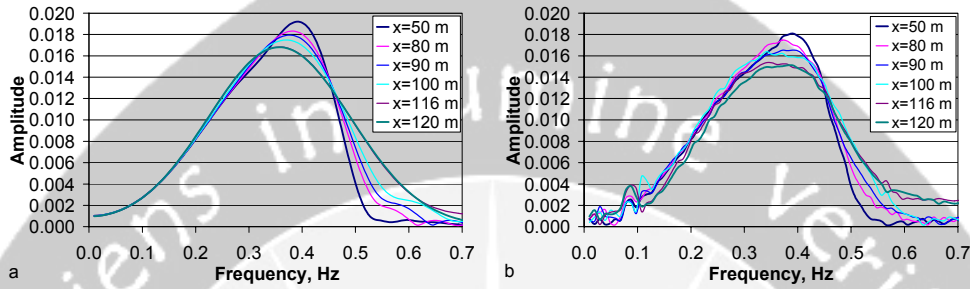 0.020
0.018
0.016
0.014
0.012
0.010
0.008
0.006
0.004
0.002
0.000
Amplitude
0.0 0.1 0.2 0.3 0.4 0.5 0.6 0.7
Frequency, Hz
x=50 m
x=80 m
x=90 m
x=100 m
x=116 m
x=120 m
a
0.020
0.018
0.016
0.014
0.012
0.010
0.008
0.006
0.004
0.002
0.000
Amplitude
0.0 0.1 0.2 0.3 0.4 0.5 0.6 0.7
Frequency, Hz
x=50 m
x=80 m
x=90 m
x=100 m
x=116 m
x=120 m
b